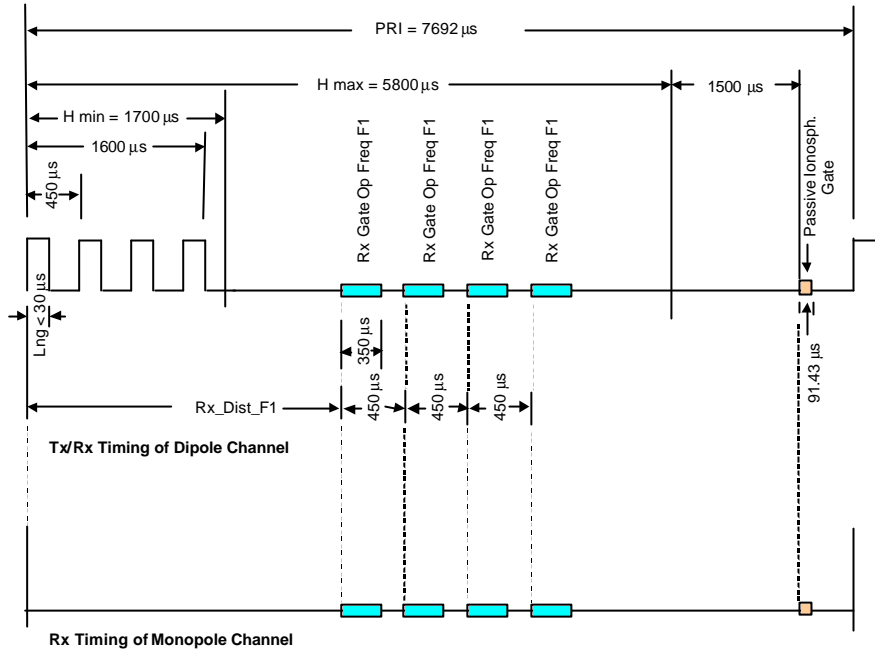 PRI = 7692 µs
H max = 5800 µs
1500 µs
H min = 1700 µs
1600 µs
450 µs
Rx Gate Op Freq F1
Rx Gate Op Freq F1
Rx Gate Op Freq F1
Rx Gate Op Freq F1
Passive Ionosph.
Gate
Lng < 30 µs
350 µs
91.43 µs
Rx_Dist_F1
450 µs
450 µs
450 µs
Tx/Rx Timing of Dipole Channel
Rx Timing of Monopole Channel